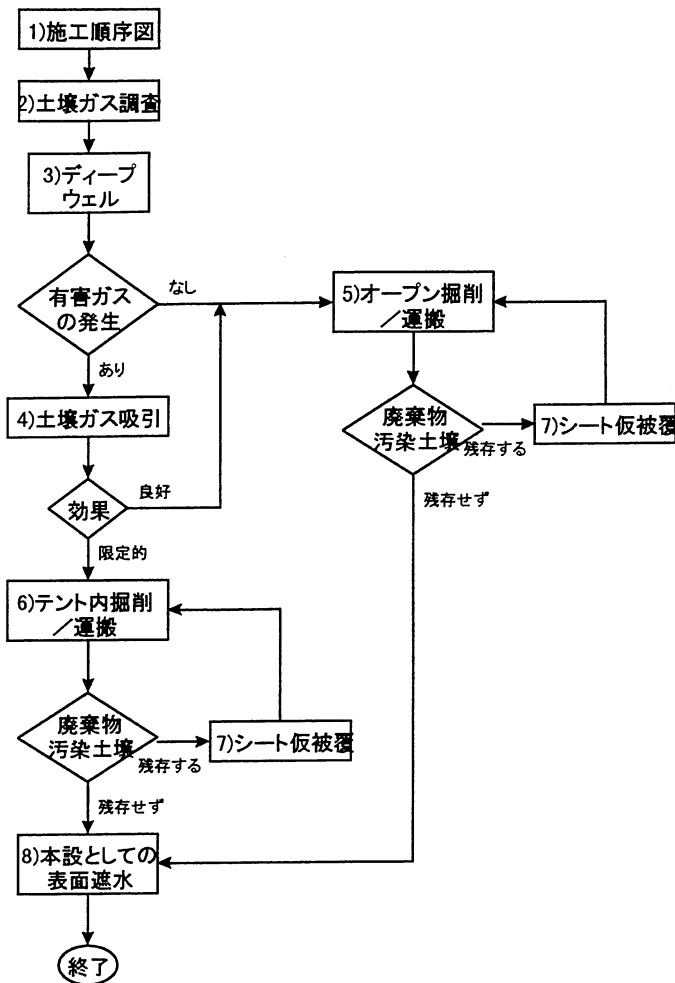 1)施工順序図
2)土壌ガス調査
3)ディープ
ウェル
有害ガス
の発生
なし
あり
4)土壌ガス吸引
効果
良好
限定的
5)オープン掘削
／運搬
廃棄物
汚染土壌
残存する
7)シート仮被覆
残存せず
6)テント内掘削
／運搬
廃棄物
汚染土壌
残存する
7)シート仮被覆
残存せず
8)本設としての
表面遮水
終了